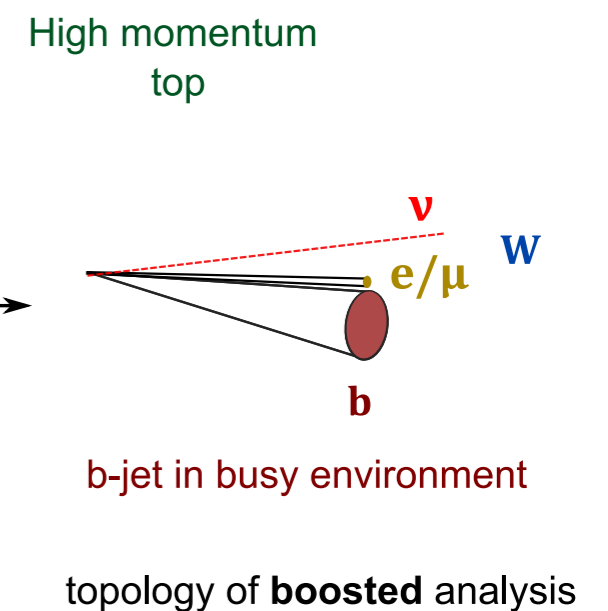 High momentum
top
ν
W
e/μ
b
b-jet in busy environment
topology of boosted analysis